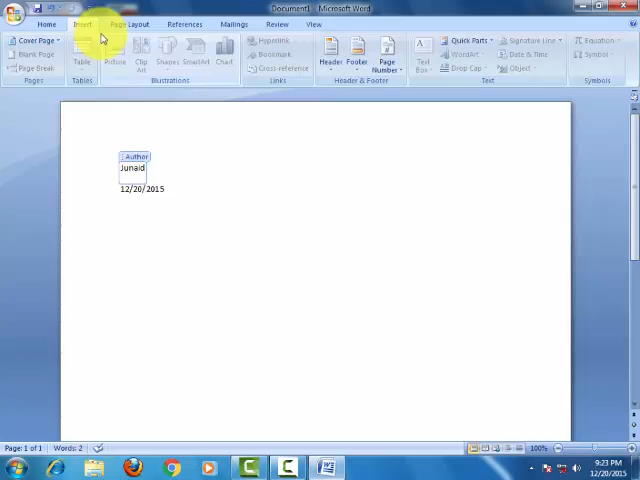 Document1 - Microsoft Word
Home Insert Page Layout References Mailings Review View
Cover Page
Blank Page
Page Break
Pages
Table
Tables
Picture
Clip
Art
Shapes
SmartArt
Chart
Illustrations
Hyperlink
Bookmark
Cross-reference
Links
Header
Footer
Page
Number
Header & Footer
Text
Box
Quick Parts
WordArt
Drop Cap
Signature Line
Date & Time
Object
Text
Equation
Symbol
Symbols
Author
Junaid
12/20/2015
Page: 1 of 1 Words: 2
100%
9:23 PM
12/20/2015